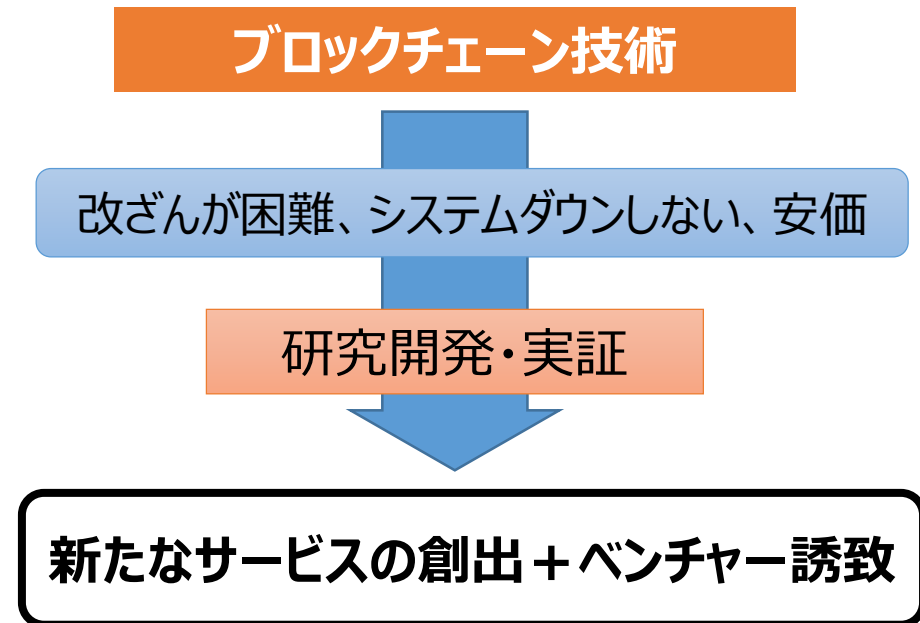 ブロックチェーン技術
改ざんが困難、システムダウンしない、安価
研究開発・実証
新たなサービスの創出＋ベンチャー誘致